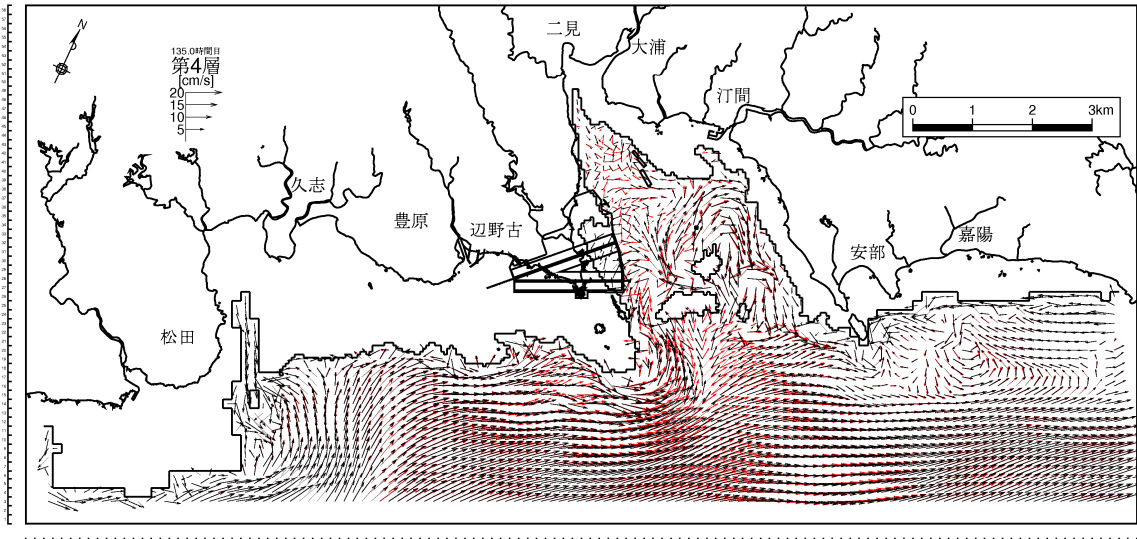 N
135.0時間目
第4層
[cm/s]
20
15
10
5
二見
大浦
汀間
0 1 2 3km
久志
豊原
辺野古
安部
嘉陽
松田